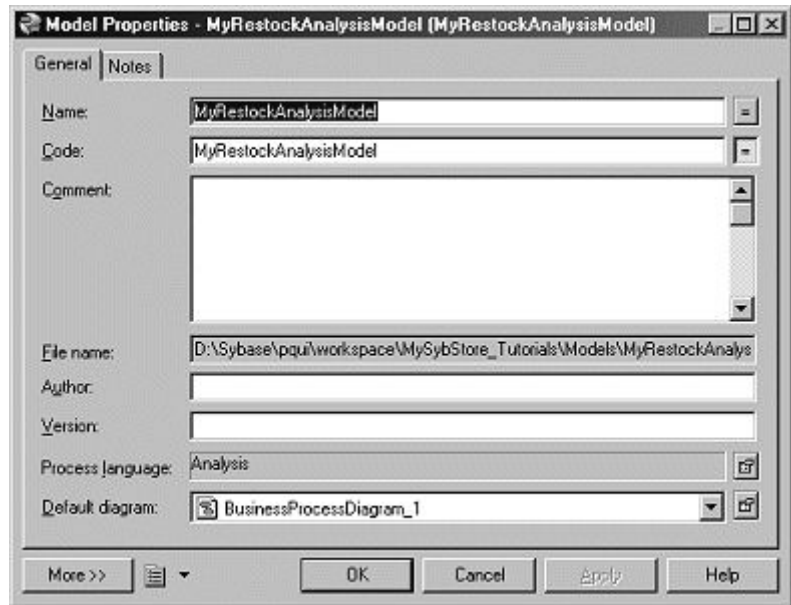 Model Properties - MyRestockAnalysisModel (MyRestockAnalysisModel)
General Notes
Name: MyRestockAnalysisModel =
Code: MyRestockAnalysisModel =
Comment:
File name: D:\Sybase\pqui\workspace\MySybStore_Tutorials\Models\MyRestockAnalys
Author:
Version:
Process language: Analysis
Default diagram: BusinessProcessDiagram_1
More >> OK Cancel Apply Help